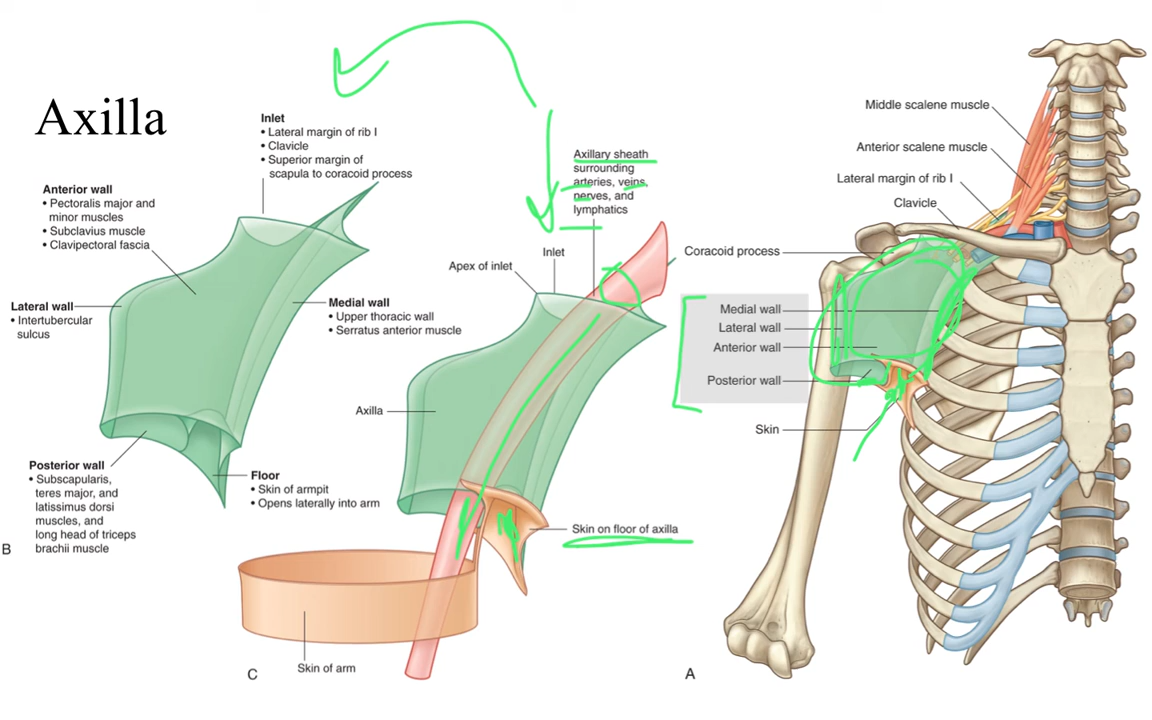 Axilla
Inlet
• Lateral margin of rib I
• Clavicle
• Superior margin of
scapula to coracoid process
Anterior wall
• Pectoralis major and
minor muscles
• Subclavius muscle
• Clavipectoral fascia
Lateral wall
• Intertubercular
sulcus
Medial wall
• Upper thoracic wall
• Serratus anterior muscle
Posterior wall
• Subscapularis,
teres major, and
latissimus dorsi
muscles, and
long head of triceps
brachii muscle
Floor
• Skin of armpit
• Opens laterally into arm
B
Axillary sheath
surrounding
arteries, veins,
nerves, and
lymphatics
Inlet
Apex of inlet
Axilla
Skin on floor of axilla
Skin of arm
C
Middle scalene muscle
Anterior scalene muscle
Lateral margin of rib I
Clavicle
Coracoid process
Medial wall
Lateral wall
Anterior wall
Posterior wall
Skin
A